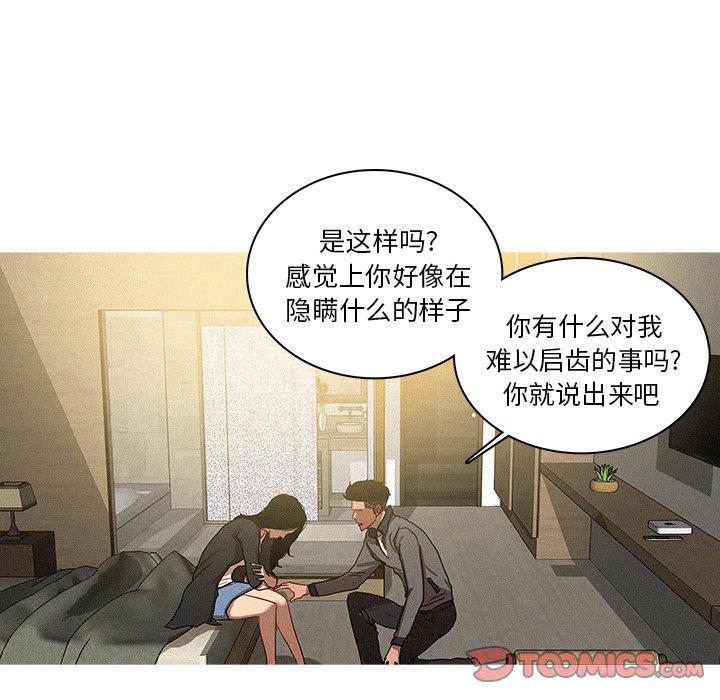 是这样吗?
感觉上你好像在
隐瞒什么的样子
你有什么对我
难以启齿的事吗?
你就说出来吧
TOOMICS.COM